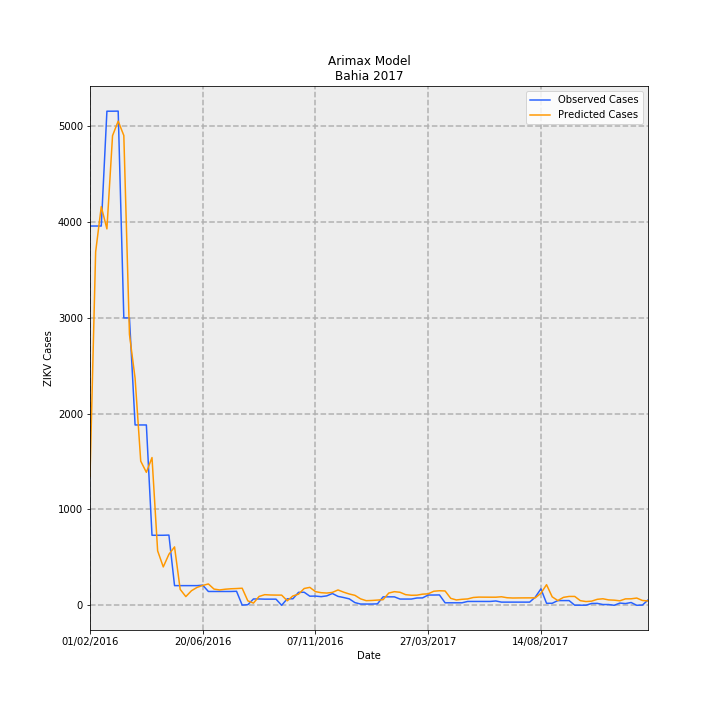 Arimax Model
Bahia 2017
Observed Cases
Predicted Cases
5000
4000
3000
2000
1000
0
ZIKV Cases
01/02/2016
20/06/2016
07/11/2016
27/03/2017
14/08/2017
Date